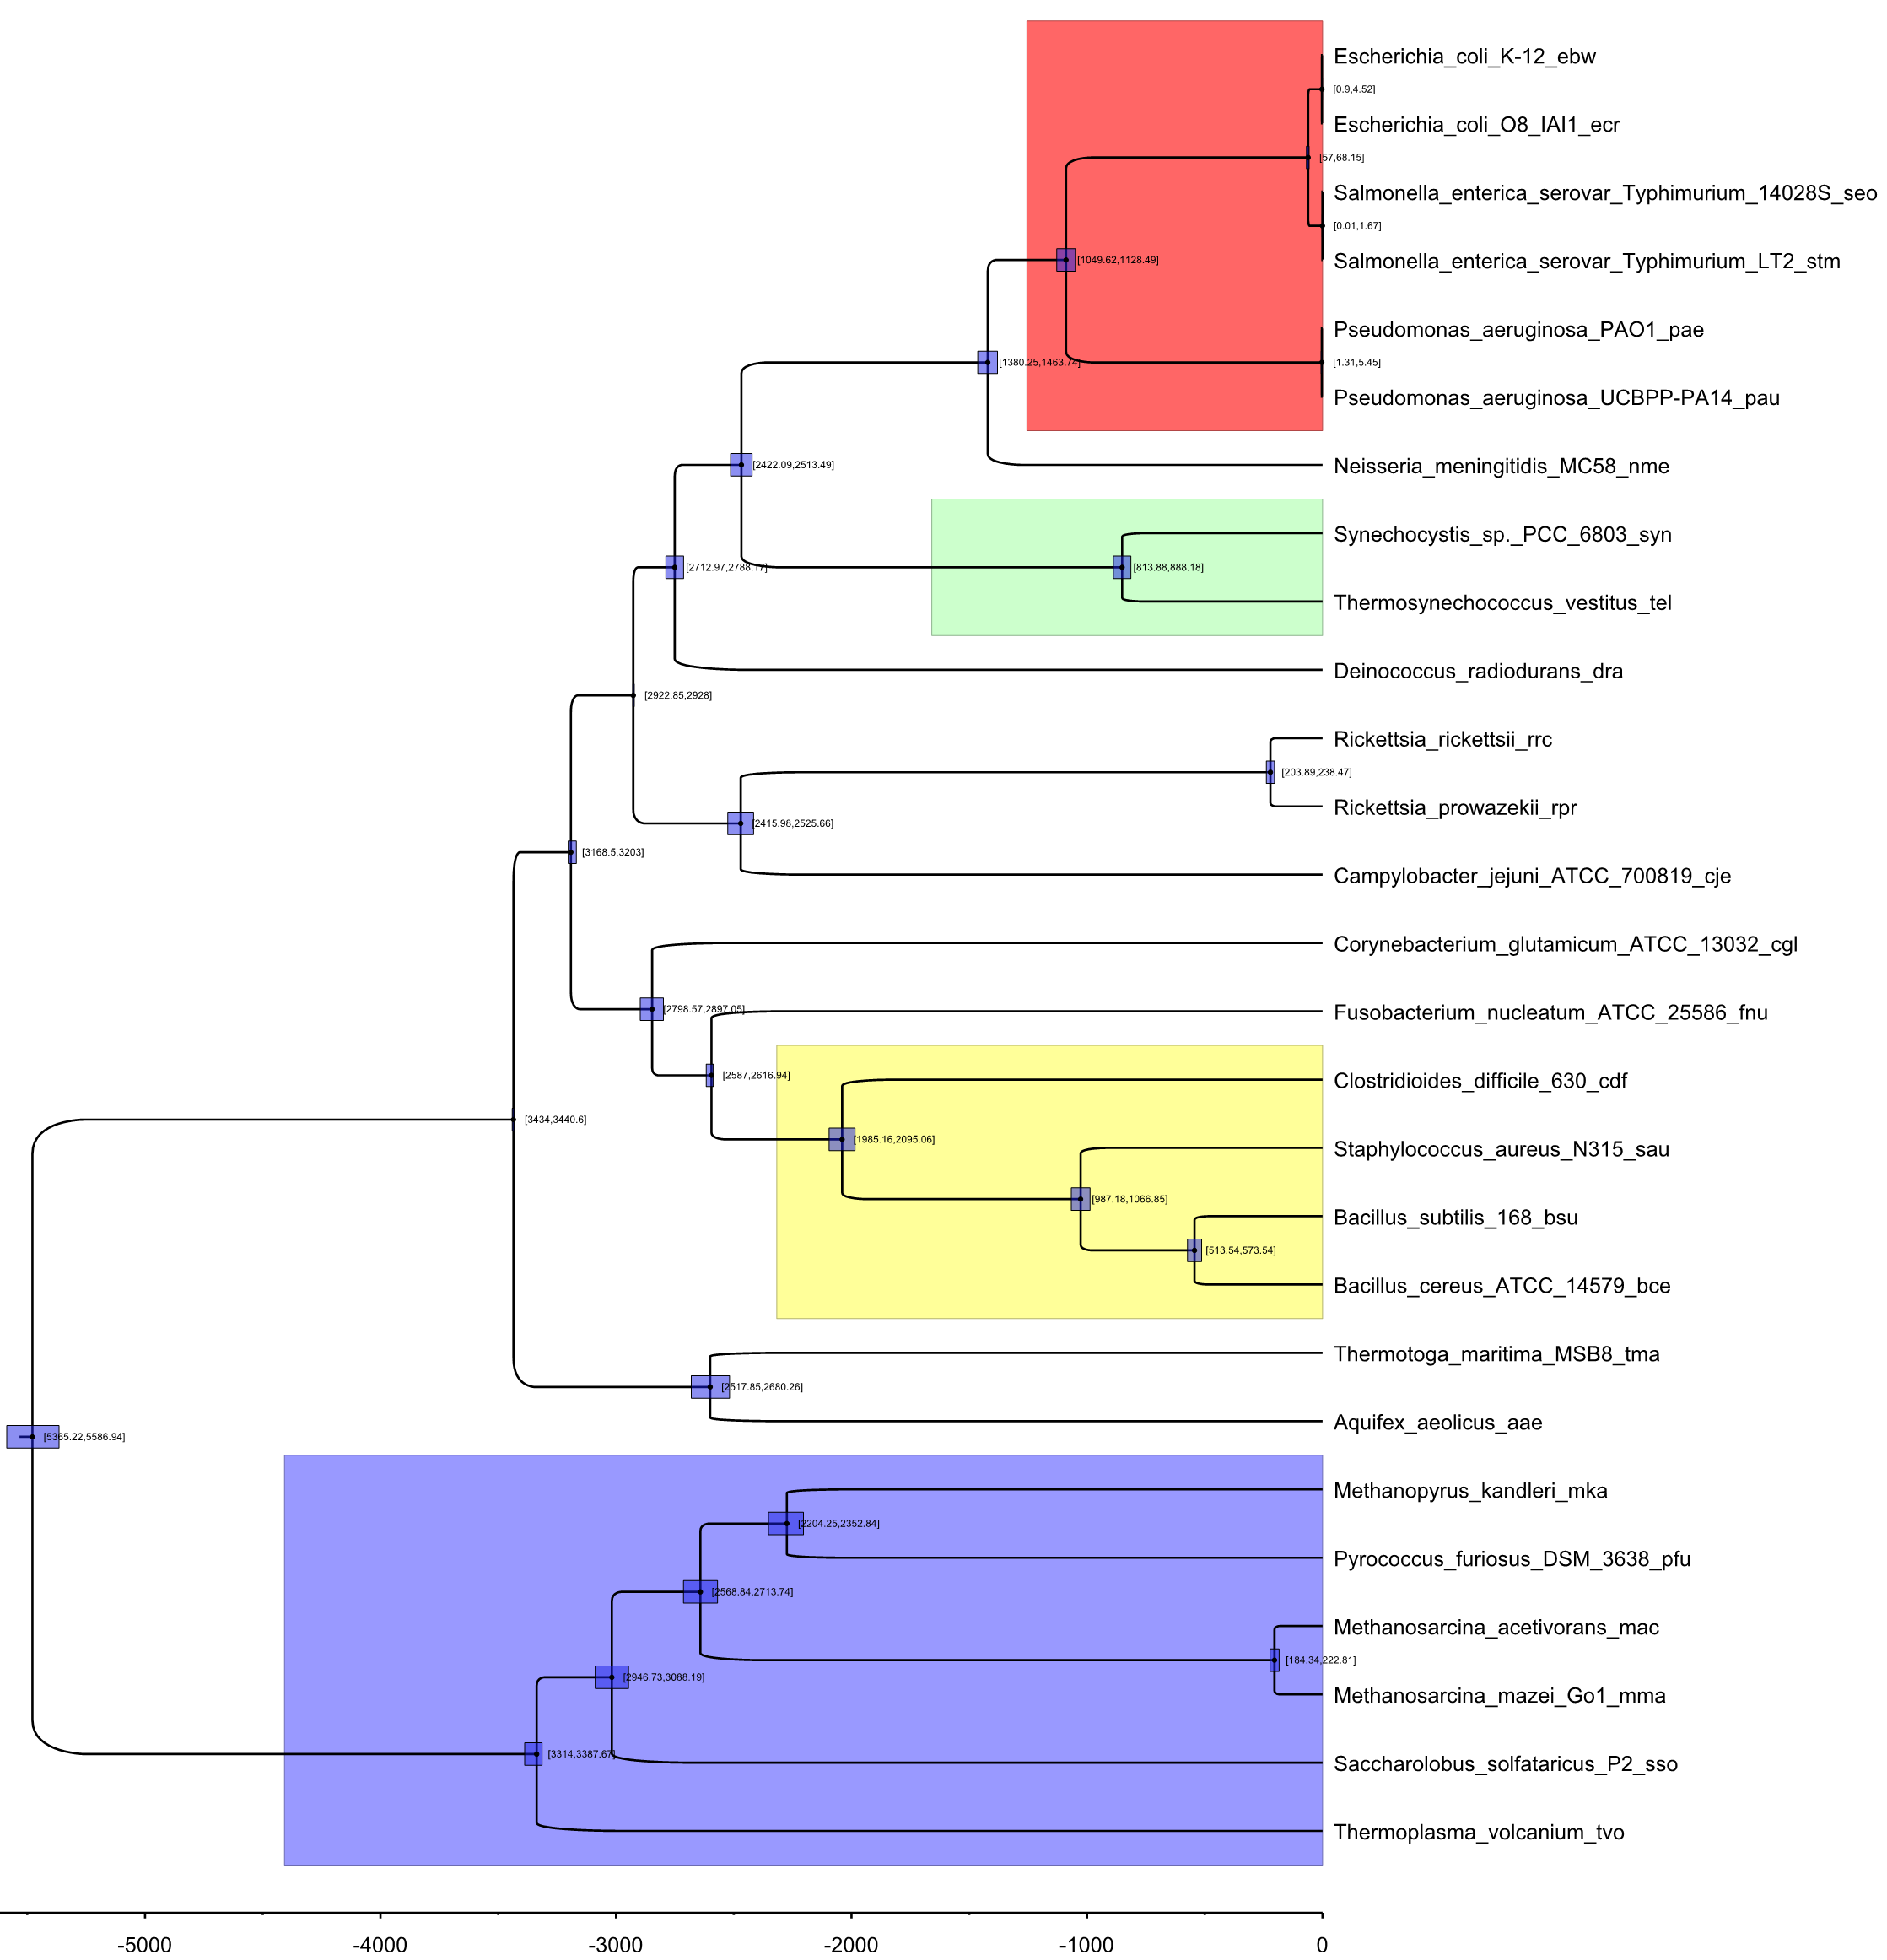 Escherichia_coli_K-12_ebw
[0.9,4.52]
Escherichia_coli_O8_IAI1_ecr
[57,68.15]
Salmonella_enterica_serovar_Typhimurium_14028S_seo
[0.01,1.67]
Salmonella_enterica_serovar_Typhimurium_LT2_stm
[1049.62,1128.49]
Pseudomonas_aeruginosa_PAO1_pae
[1.31,5.45]
[1380.25,1463.74]
Pseudomonas_aeruginosa_UCBPP-PA14_pau
[2422.09,2513.49]
Neisseria_meningitidis_MC58_nme
Synechocystis_sp._PCC_6803_syn
[2712.97,2788.17]
[813.88,888.18]
Thermosynechococcus_vestitus_tel
Deinococcus_radiodurans_dra
[2922.85,2928]
Rickettsia_rickettsii_rrc
[203.89,238.47]
Rickettsia_prowazekii_rpr
[2415.98,2525.66]
[3168.5,3203]
Campylobacter_jejuni_ATCC_700819_cje
Corynebacterium_glutamicum_ATCC_13032_cgl
[2798.57,2897.05]
Fusobacterium_nucleatum_ATCC_25586_fnu
[2587,2616.94]
Clostridioides_difficile_630_cdf
[3434,3440.6]
[1985.16,2095.06]
Staphylococcus_aureus_N315_sau
[987.18,1066.85]
Bacillus_subtilis_168_bsu
[513.54,573.54]
Bacillus_cereus_ATCC_14579_bce
Thermotoga_maritima_MSB8_tma
[2517.85,2680.26]
Aquifex_aeolicus_aae
[5365.22,5586.94]
Methanopyrus_kandleri_mka
[2204.25,2352.84]
Pyrococcus_furiosus_DSM_3638_pfu
[2568.84,2713.74]
Methanosarcina_acetivorans_mac
[184.34,222.81]
[2946.73,3088.19]
Methanosarcina_mazei_Go1_mma
[3314,3387.67]
Saccharolobus_solfataricus_P2_sso
Thermoplasma_volcanium_tvo
-5000 -4000 -3000 -2000 -1000 0